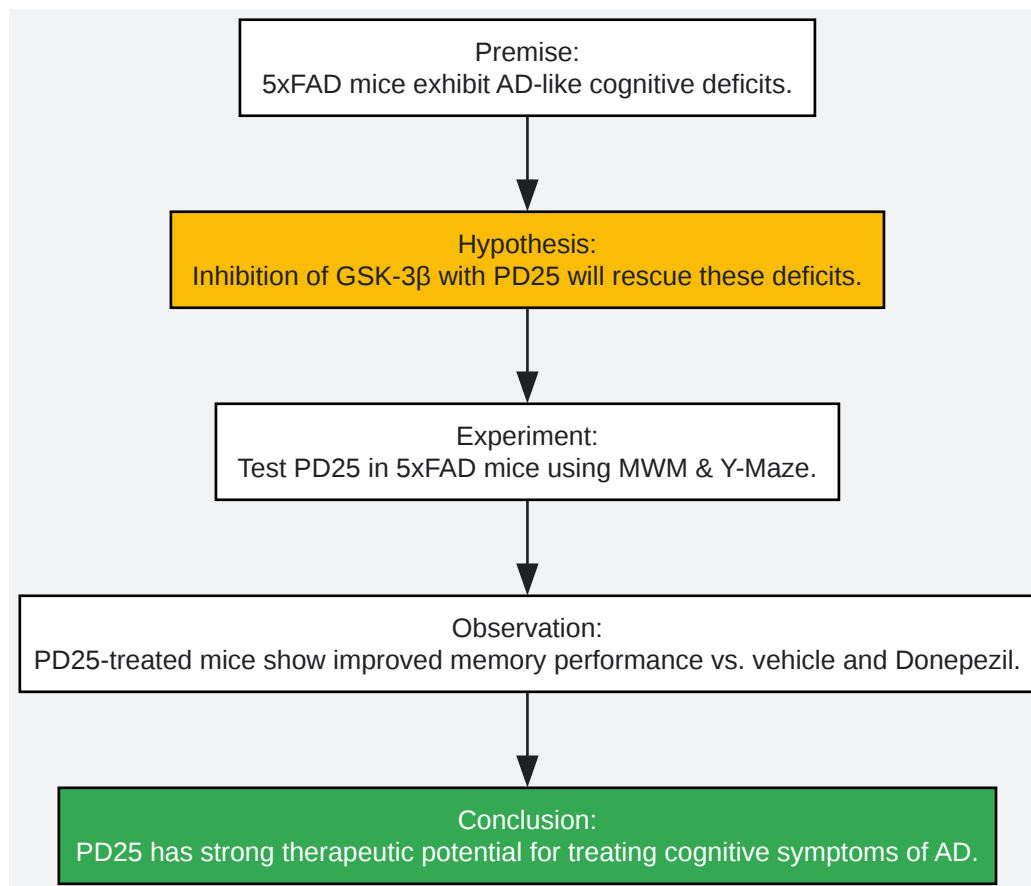 Premise:
5xFAD mice exhibit AD-like cognitive deficits.
Hypothesis:
Inhibition of GSK-3β with PD25 will rescue these deficits.
Experiment:
Test PD25 in 5xFAD mice using MWM & Y-Maze.
Observation:
PD25-treated mice show improved memory performance vs. vehicle and Donepezil.
Conclusion:
PD25 has strong therapeutic potential for treating cognitive symptoms of AD.